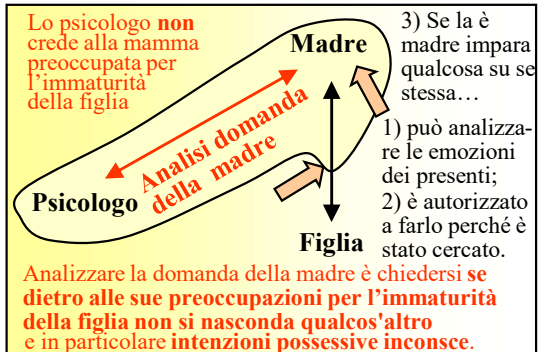 Lo psicologo non
crede alla mamma
preoccupata per
l’immaturità
della figlia
Madre
3) Se la è
madre impara
qualcosa su se
stessa…
Analisi domanda
della madre
1) può analizza-
re le emozioni
dei presenti;
2) è autorizzato
a farlo perché è
stato cercato.
Psicologo
Figlia
Analizzare la domanda della madre è chiedersi se
dietro alle sue preoccupazioni per l’immaturità
della figlia non si nasconda qualcos'altro
e in particolare intenzioni possessive inconsce.